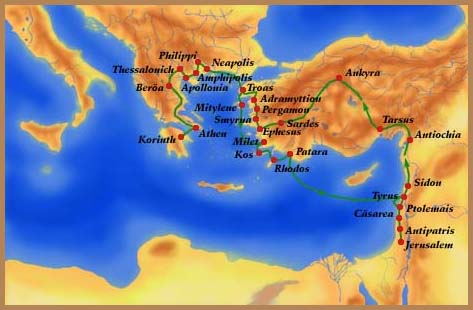 Philippi
Neapolis
Thessalonich
Amphipolis
Apollonia
Beröa
Troas
Ankyra
Adramyttion
Mitylene
Pergamon
Smyrna
Sardes
Tarsus
Ephesus
Athen
Korinth
Antiochia
Milet
Patara
Kos
Rhodos
Sidon
Tyrus
Ptolemais
Cäsarea
Antipatris
Jerusalem